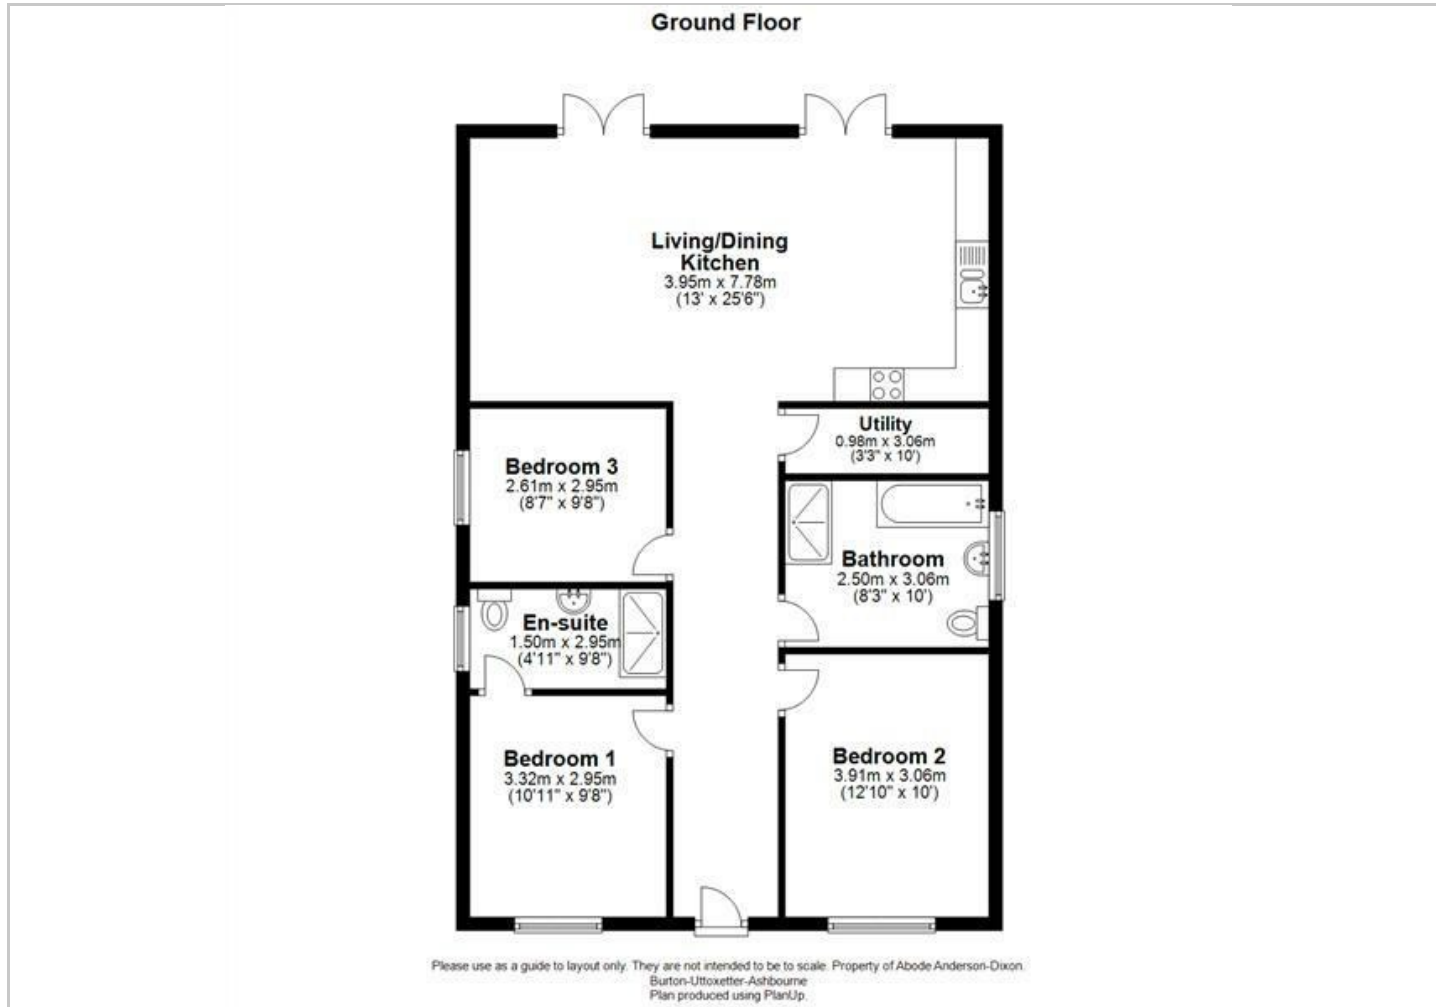 Ground Floor
Living/Dining
Kitchen
3.95m x 7.78m
(13' x 25'6")
Utility
0.98m x 3.06m
(3'3" x 10')
Bedroom 3
2.61m x 2.95m
(8'7" x 9'8")
Bathroom
2.50m x 3.06m
(8'3" x 10')
En-suite
1.50m x 2.95m
(4'11" x 9'8")
Bedroom 1
3.32m x 2.95m
(10'11" x 9'8")
Bedroom 2
3.91m x 3.06m
(12'10" x 10')
Please use as a guide to layout only. They are not intended to be to scale. Property of Abode Anderson-Dixon.
Burton-Uttoxetter-Ashbourne
Plan produced using PlanUp.